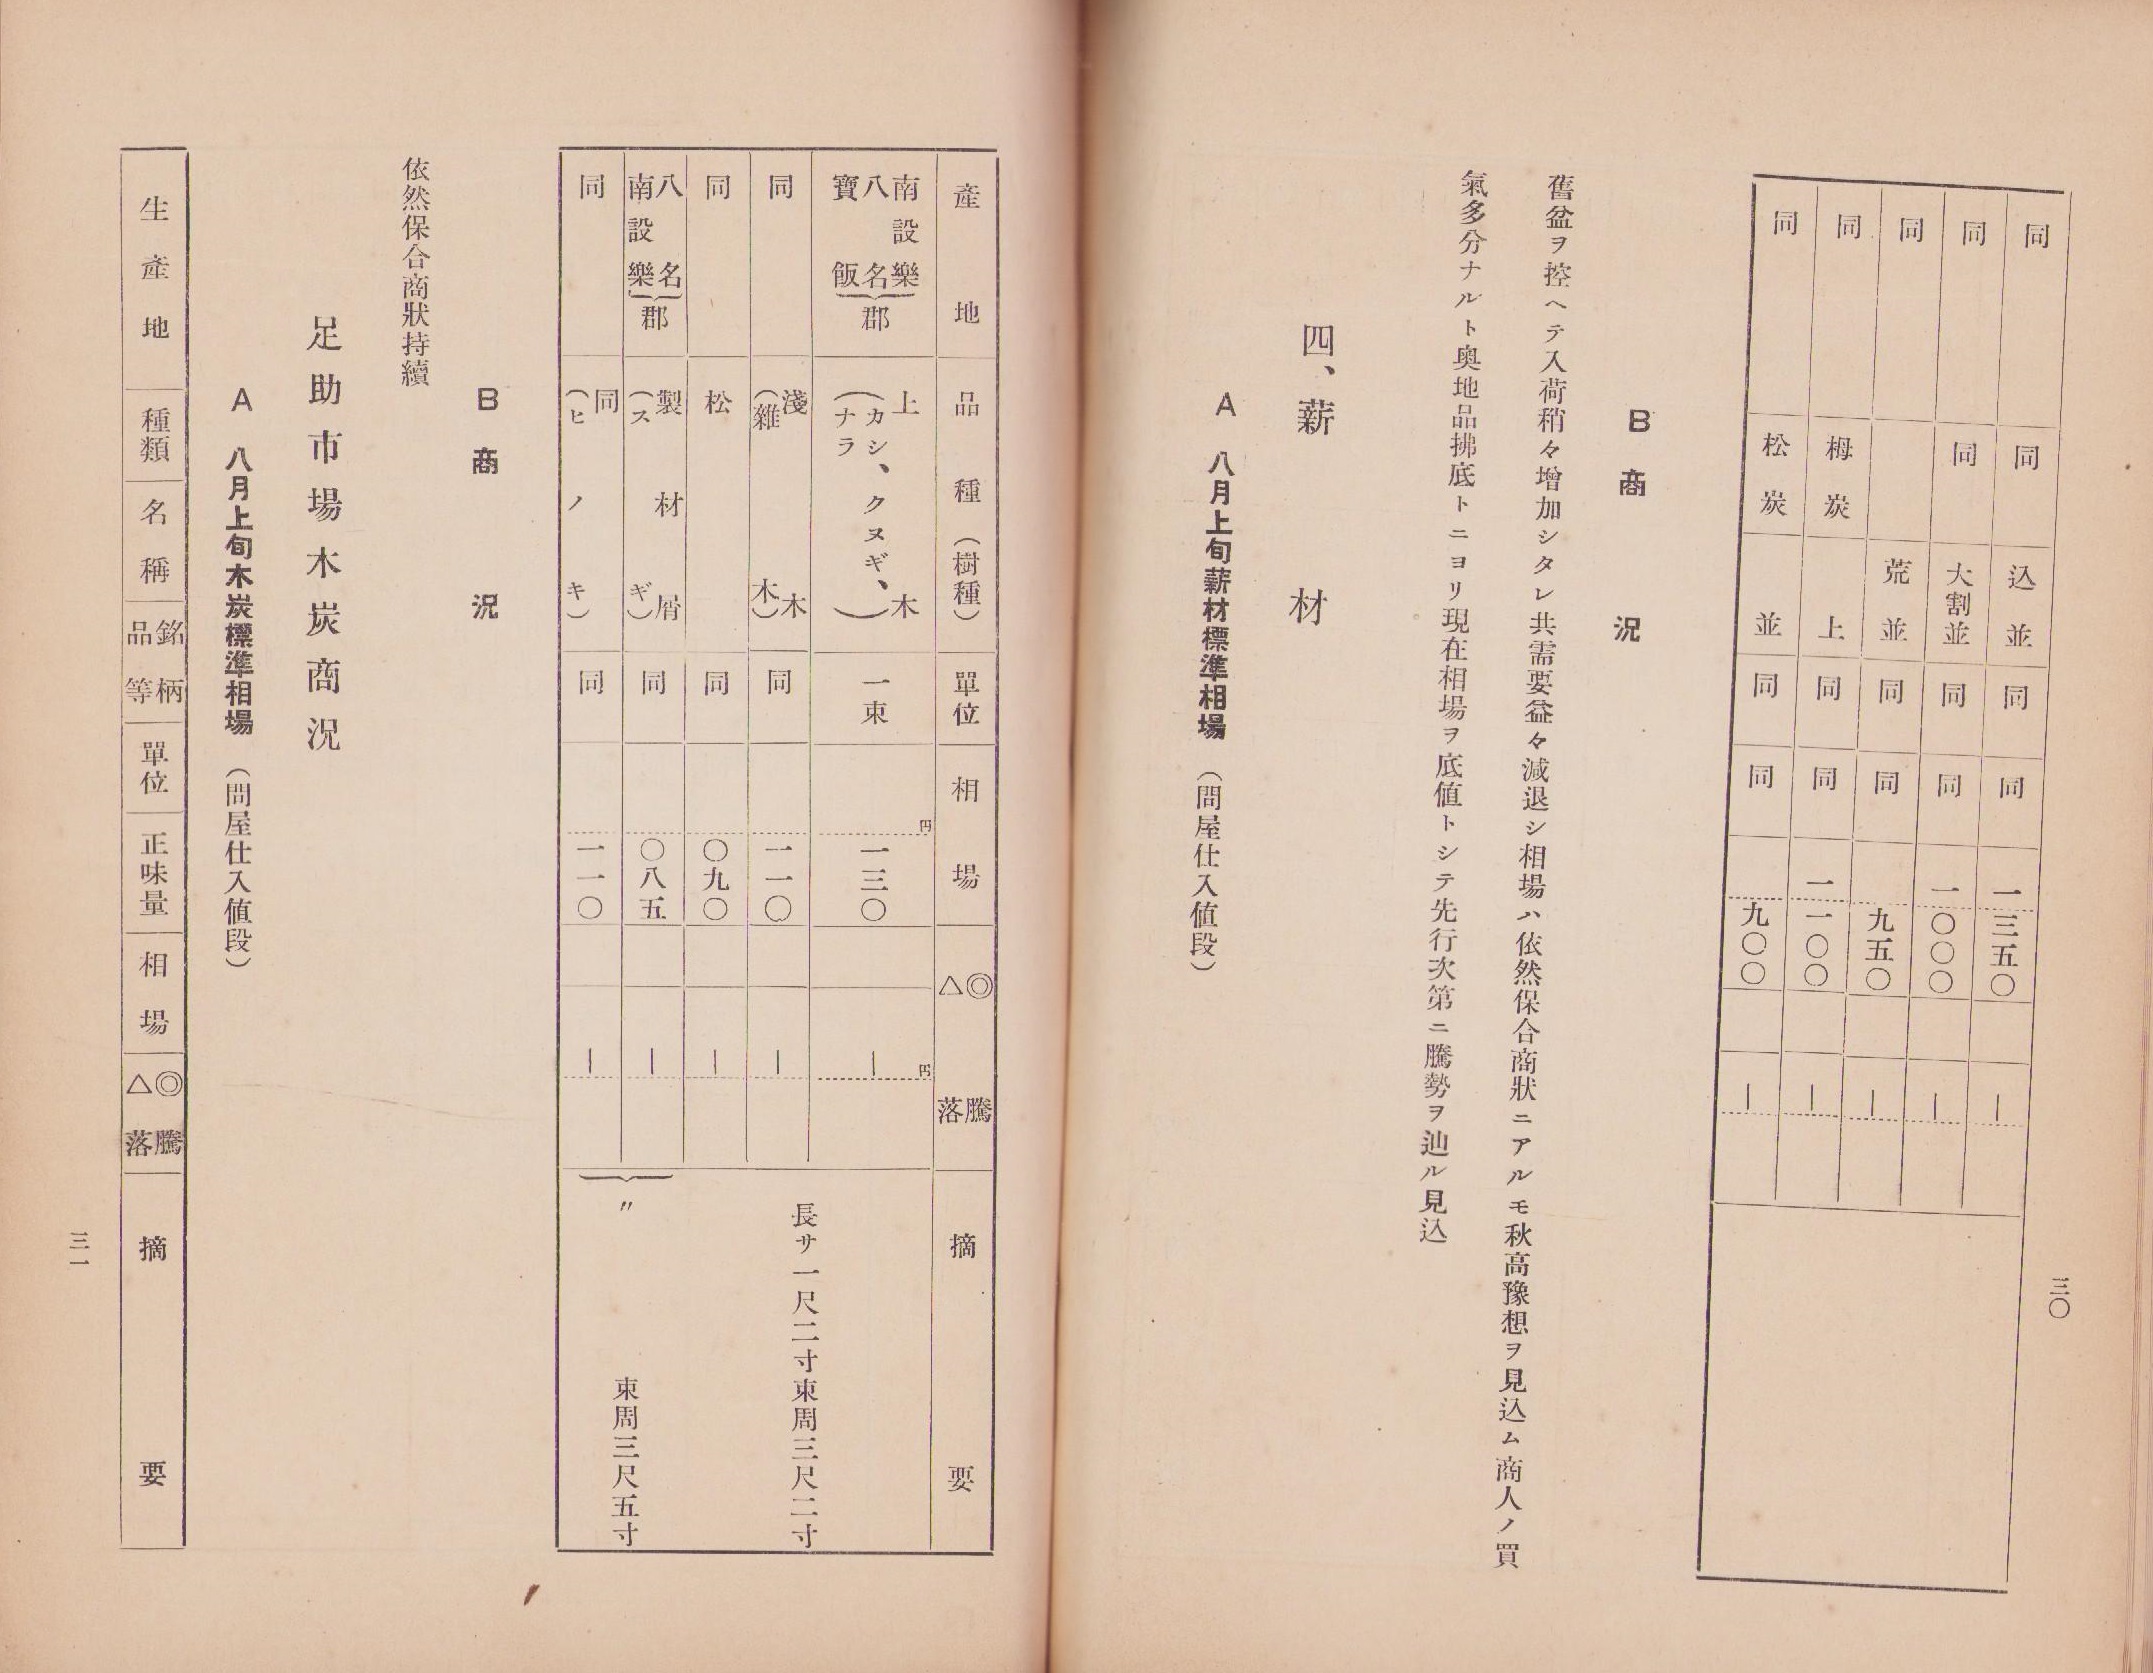 三〇
同 同 込並 同 同 一三五〇 ―
同 同 大割並 同 同 一〇〇〇 ―
同 荒並 同 同 九五〇 ―
同 栂炭 上 同 同 一一〇〇 ―
同 松炭 並 同 同 九〇〇 ―
B 商況
舊盆ヲ控ヘテ入荷稍々增加シタレ共需要益々減退シ相場ハ依然保合商狀ニアルモ秋高豫想ヲ見込ム商人ノ買
氣多分ナルト奧地品拂底トニヨリ現在相場ヲ底値トシテ先行次第ニ騰勢ヲ辿ル見込
四、薪材
A 八月上旬薪材標準相場（問屋仕入値段）
產地 品種（樹種） 單位 相場 ◎騰△落 摘要
南設樂八名寶飯郡 上木（カシ、クヌギ、ナラ） 一束 円 一三〇 円 ―
同 淺木（雜木） 同 一一〇 ― 長サ一尺二寸束周三尺二寸
同 松 同 〇九〇 ―
八名南設樂郡 製材屑（スギ） 同 〇八五 ―
同 同（ヒノキ） 同 一一〇 ― 〃 束周三尺五寸
B 商況
依然保合商狀持續
足助市場木炭商況
A 八月上旬木炭標準相場（問屋仕入値段）
生產地 種類 名稱 銘柄品等 單位 正味量 相場 ◎騰△落 摘要
三一